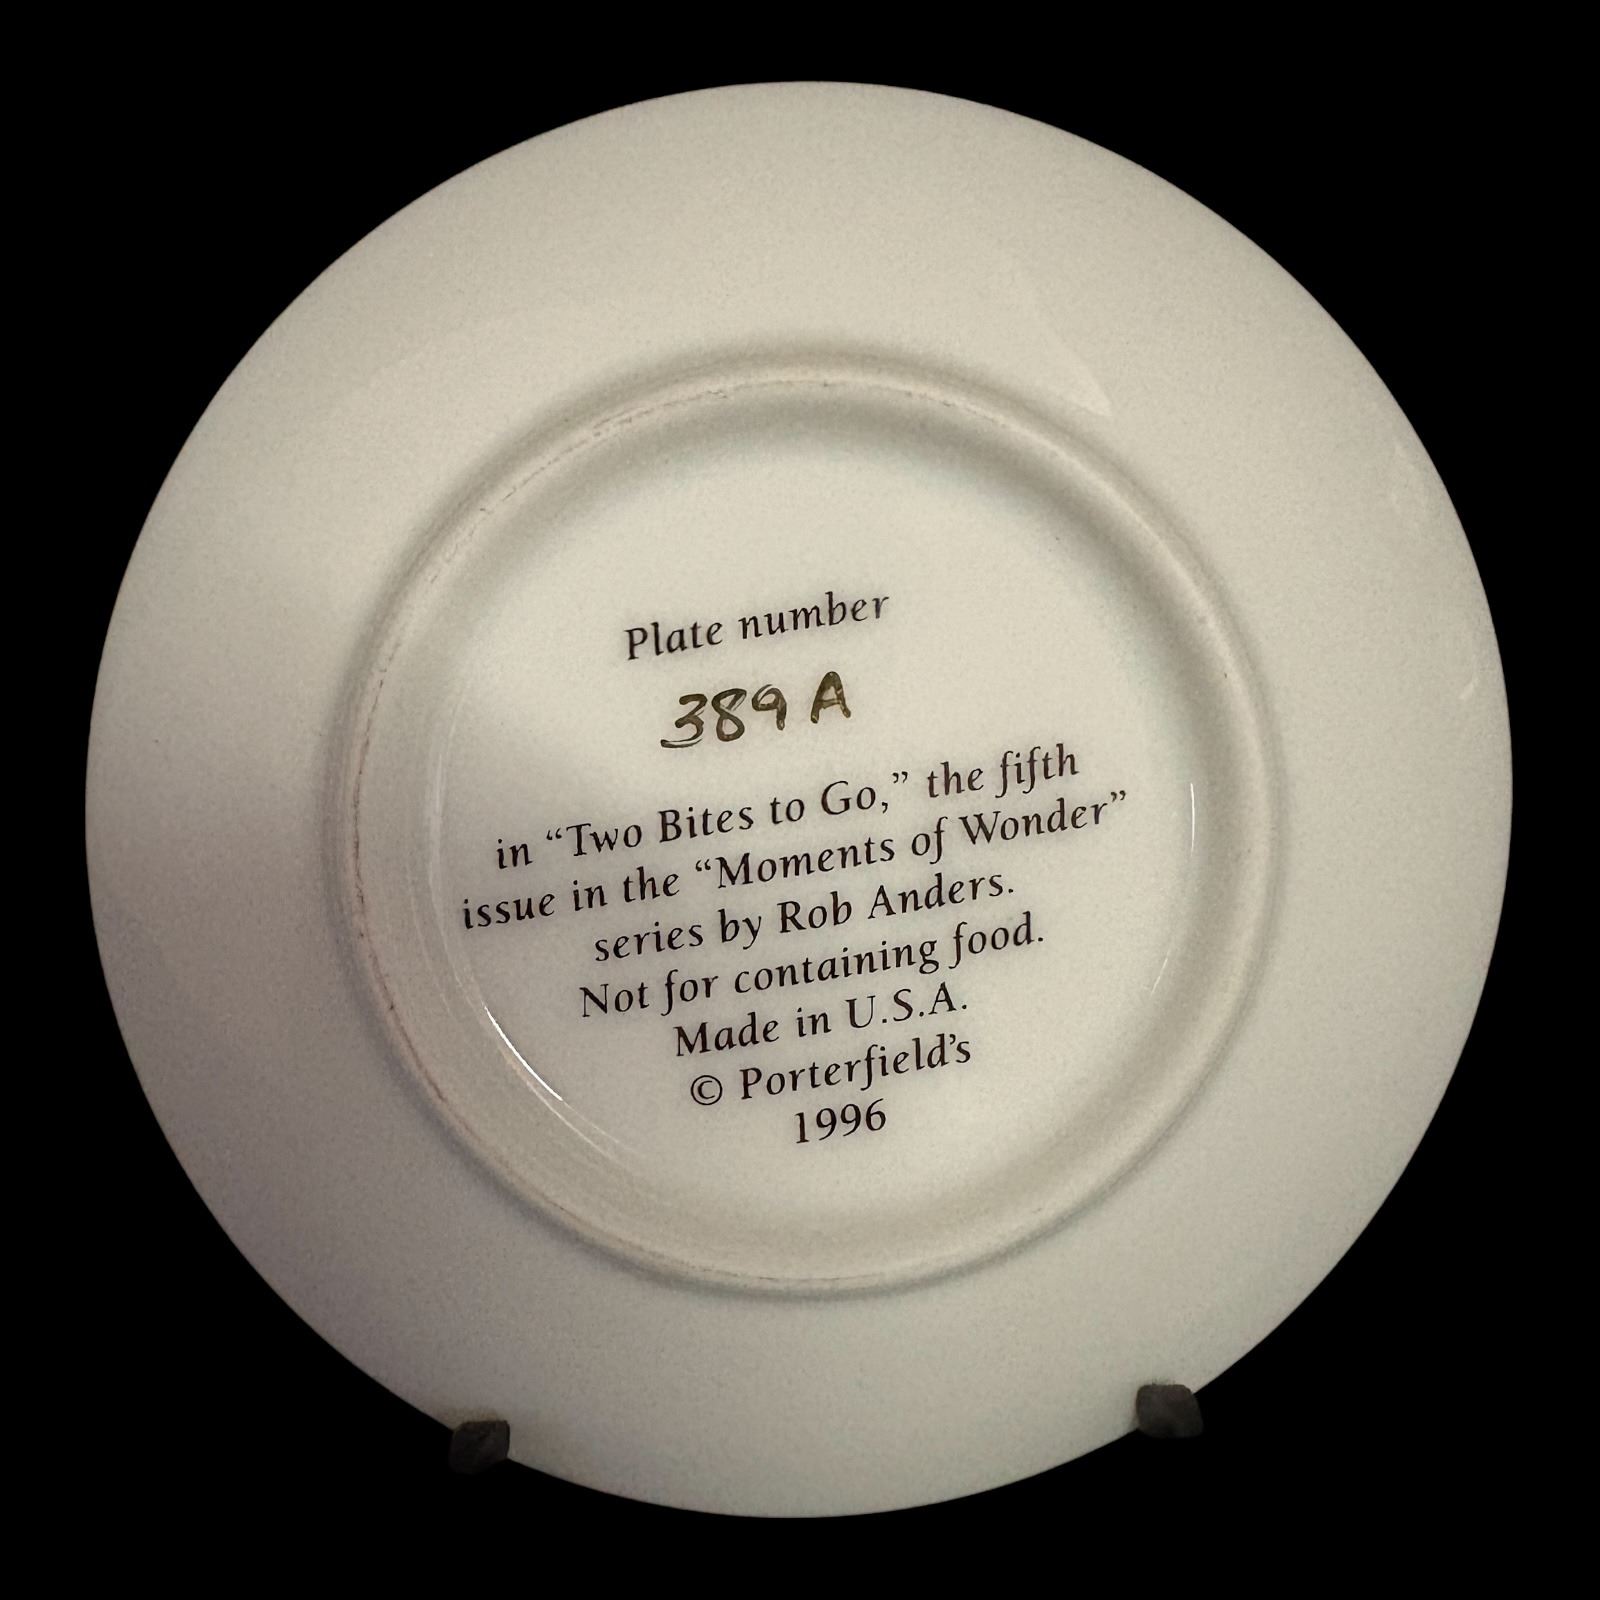 Plate number
389 A
in “Two Bites to Go,” the fifth
issue in the “Moments of Wonder”
series by Rob Anders.
Not for containing food.
Made in U.S.A.
© Porterfield’s
1996